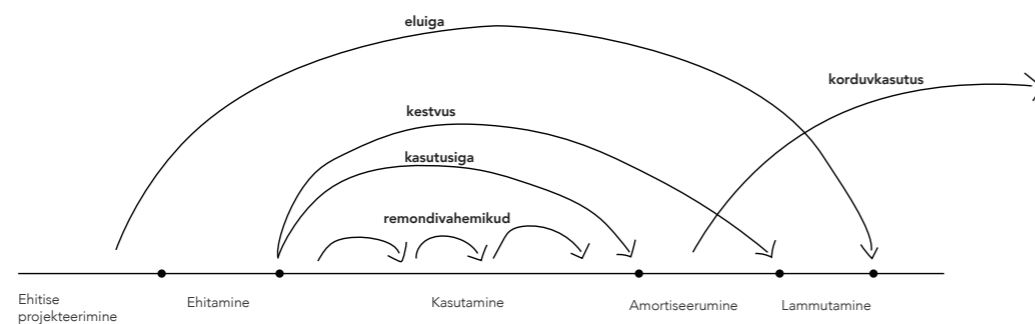 eluiga
korduvkasutus
kestvus
kasutusiga
remondivahemikud
Ehitise
projekteerimine
Ehitamine
Kasutamine
Amortiseerumine
Lammutamine